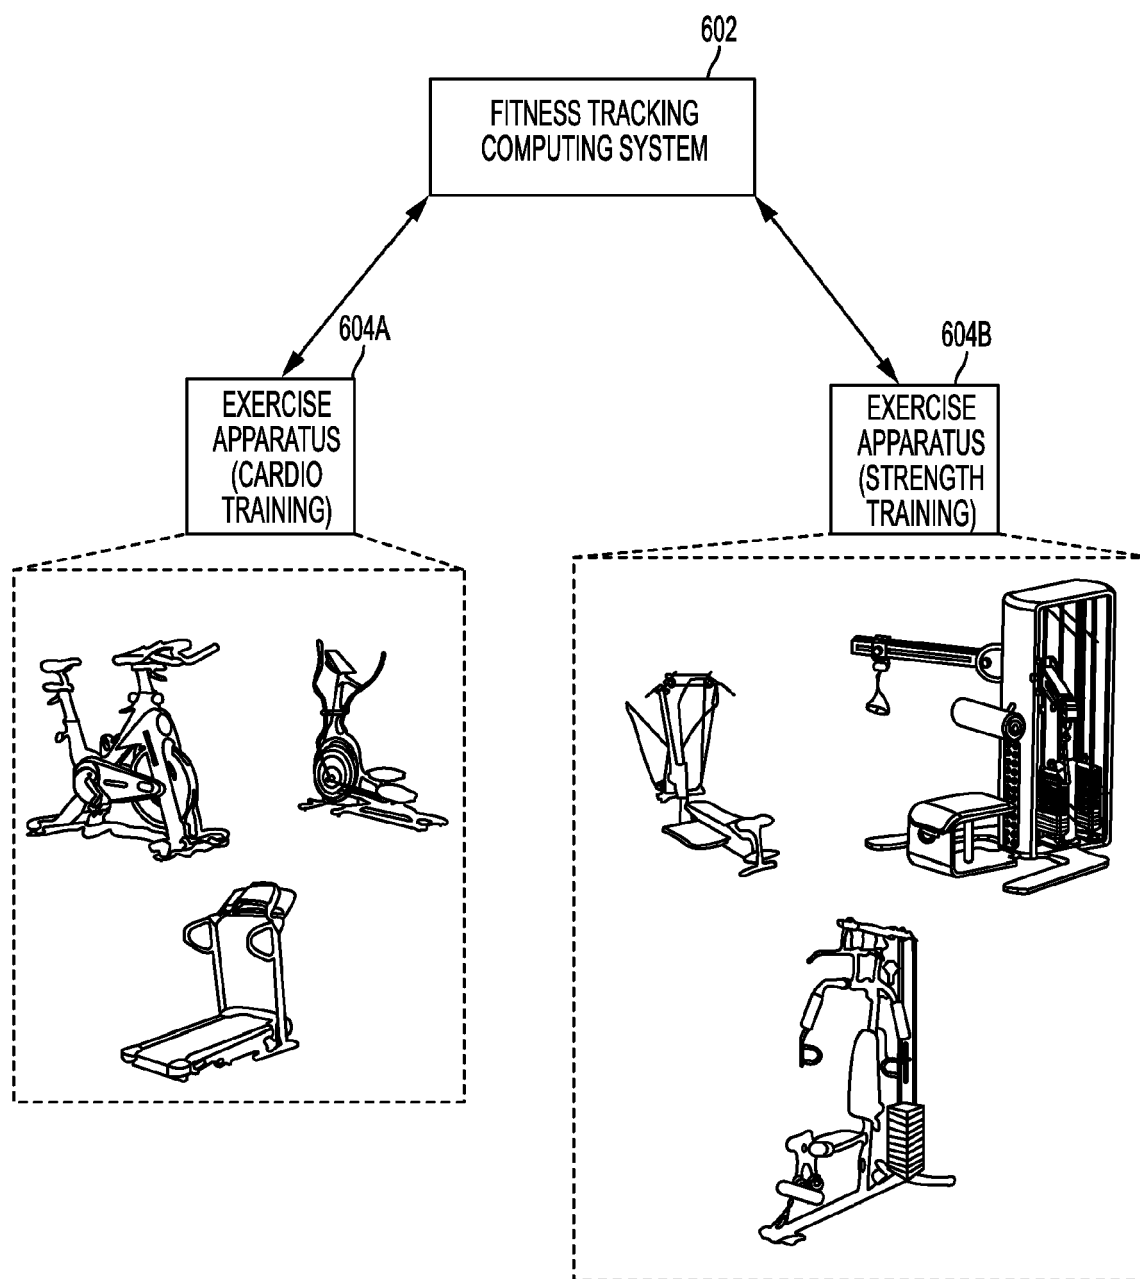 602
FITNESS TRACKING
COMPUTING SYSTEM
604A
EXERCISE
APPARATUS
(CARDIO
TRAINING)
604B
EXERCISE
APPARATUS
(STRENGTH
TRAINING)